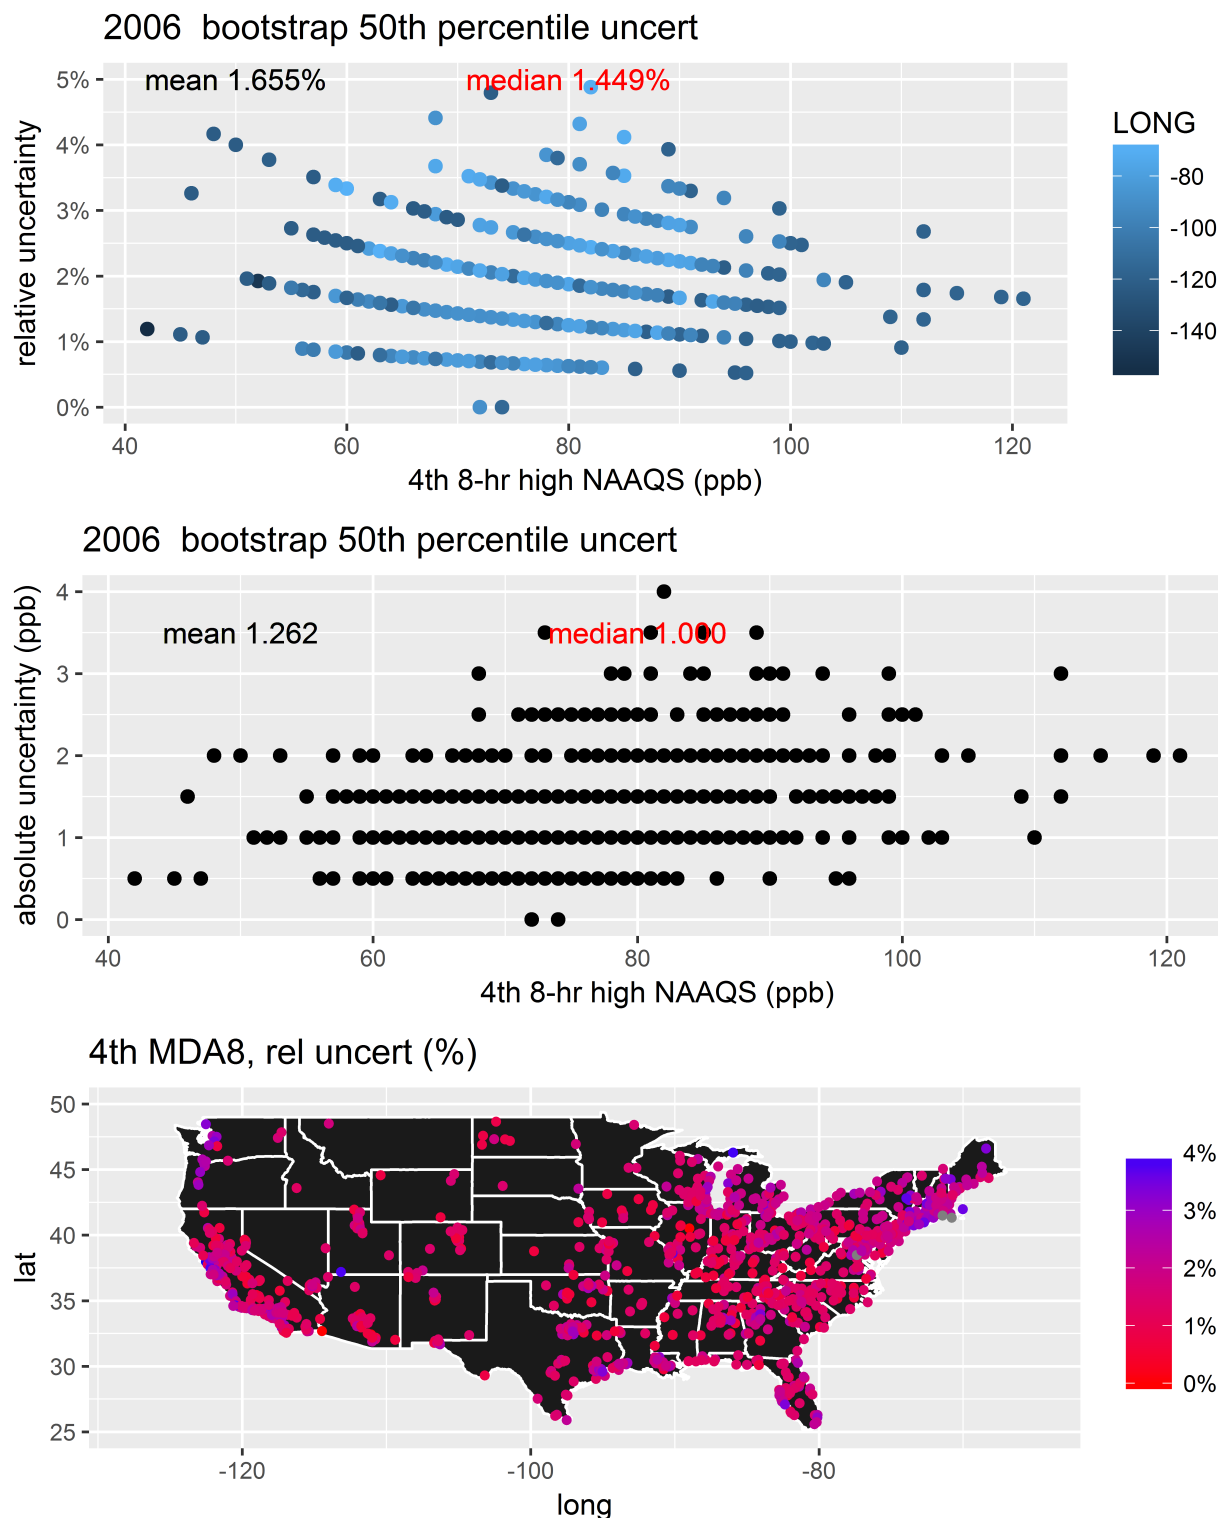 2006  bootstrap 50th percentile uncert
mean 1.655%
median 1.449%
5%
4%
3%
2%
1%
0%
relative uncertainty
40
60
80
100
120
4th 8-hr high NAAQS (ppb)
LONG
-80
-100
-120
-140
2006  bootstrap 50th percentile uncert
mean 1.262
median 1.000
4
3
2
1
0
absolute uncertainty (ppb)
40
60
80
100
120
4th 8-hr high NAAQS (ppb)
4th MDA8, rel uncert (%)
50
45
40
35
30
25
lat
-120
-100
-80
long
4%
3%
2%
1%
0%